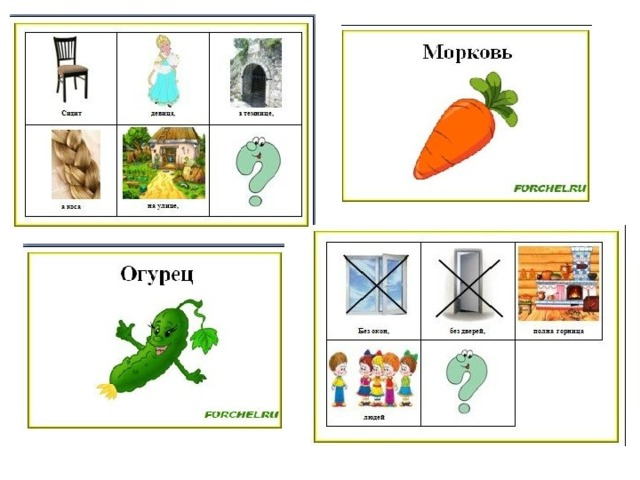 Сидит
девица,
в темнице,
а коса
на улице,
Морковь
FORCHEL.RU
Огурец
FORCHEL.RU
Без окон,
без дверей,
полна горница
людей